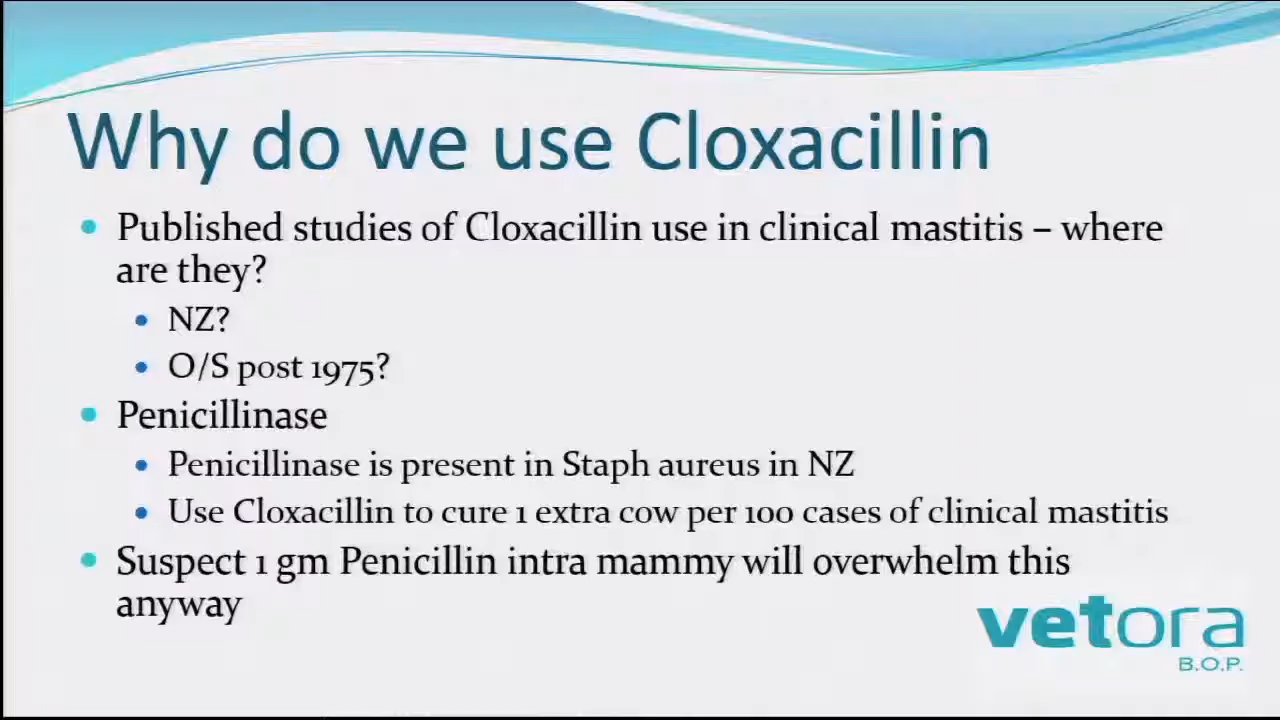 Why do we use Cloxacillin
Published studies of Cloxacillin use in clinical mastitis – where
are they?
NZ?
O/S post 1975?
Penicillinase
Penicillinase is present in Staph aureus in NZ
Use Cloxacillin to cure 1 extra cow per 100 cases of clinical mastitis
Suspect 1 gm Penicillin intra mammy will overwhelm this
anyway
vetora
B.O.P.